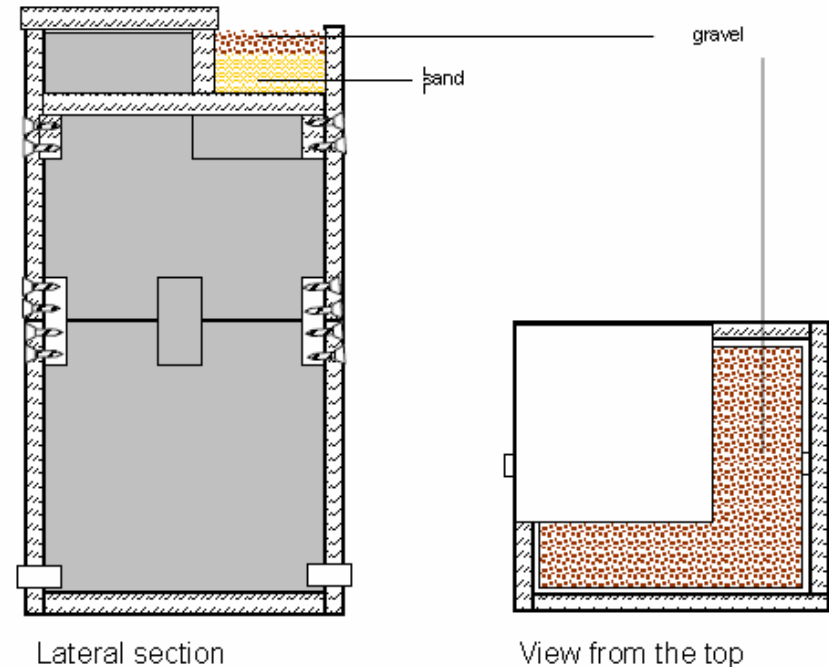 gravel
sand
Lateral section
View from the top